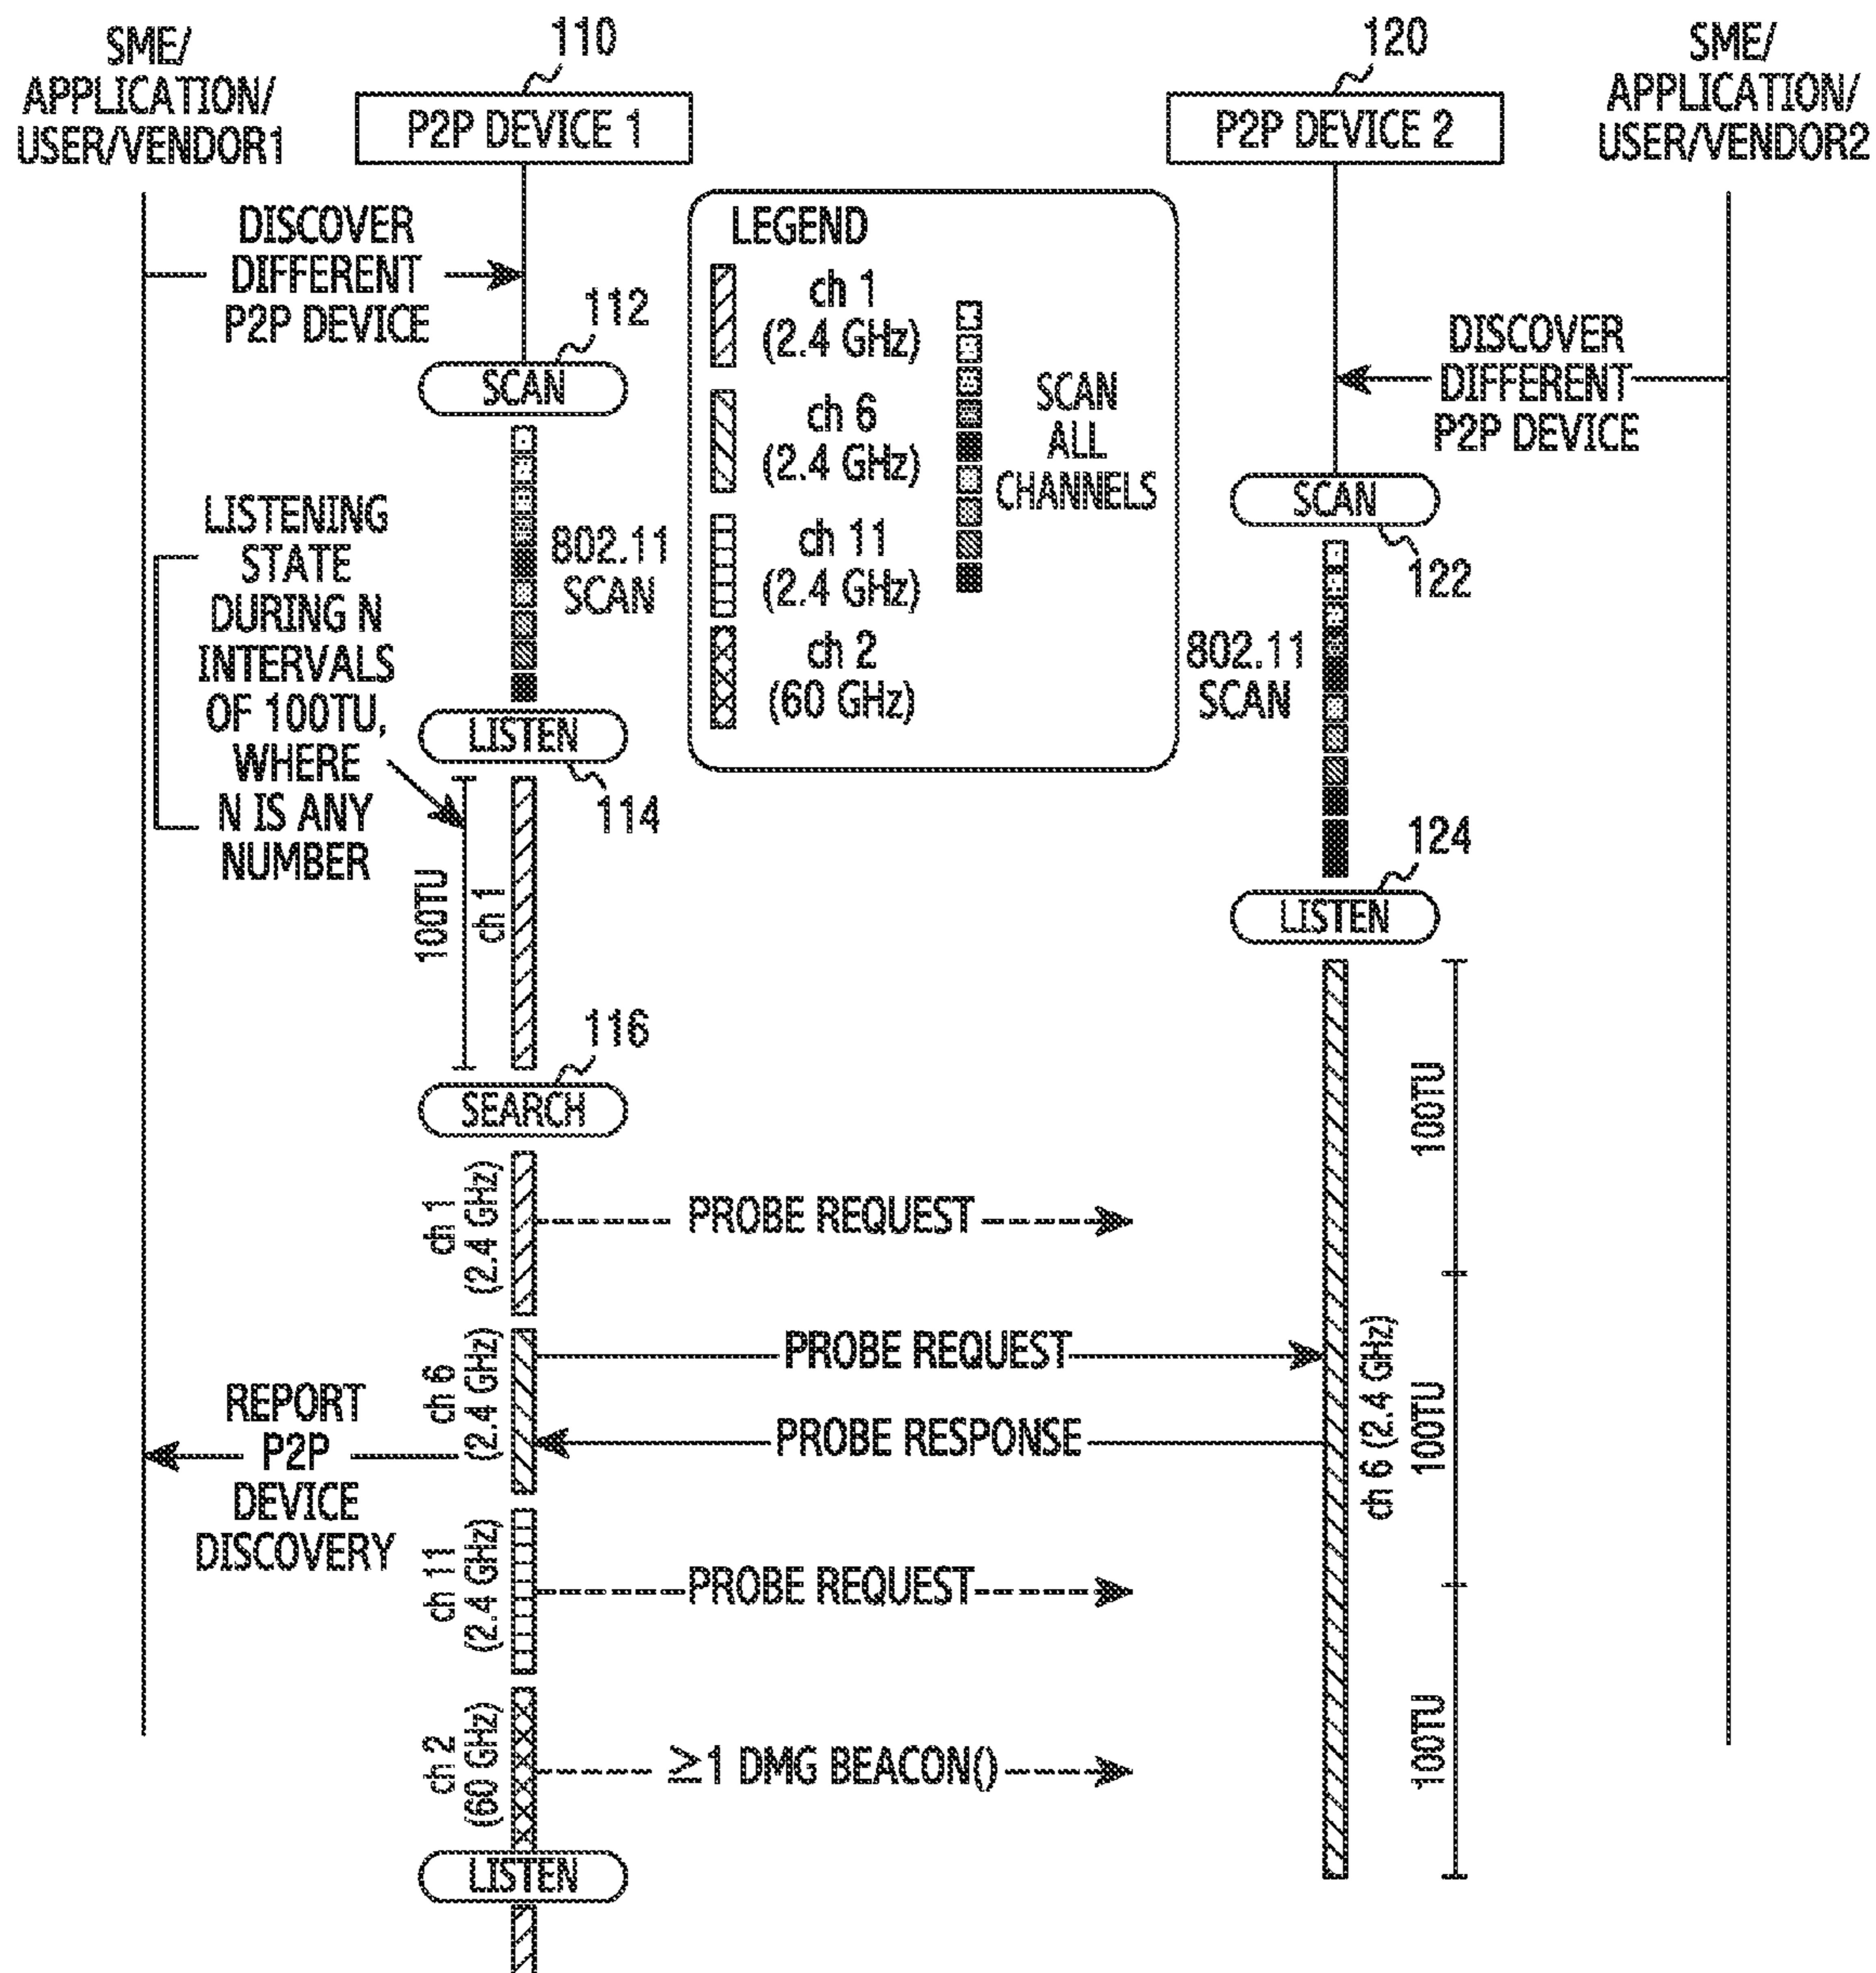 SME/
APPLICATION/
USER/VENDOR1
110
P2P DEVICE 1
120
P2P DEVICE 2
SME/
APPLICATION/
USER/VENDOR2
DISCOVER
DIFFERENT
P2P DEVICE
112
SCAN
LEGEND
ch 1
(2.4 GHz)
ch 6
(2.4 GHz)
ch 11
(2.4 GHz)
ch 2
(60 GHz)
SCAN
ALL
CHANNELS
DISCOVER
DIFFERENT
P2P DEVICE
SCAN
122
802.11
SCAN
802.11
SCAN
LISTENING
STATE
DURING N
INTERVALS
OF 100TU,
WHERE
N IS ANY
NUMBER
LISTEN
114
100TU
ch 1
124
LISTEN
116
SEARCH
100TU
ch 1
(2.4 GHz)
PROBE REQUEST
ch 6
(2.4 GHz)
PROBE REQUEST
PROBE RESPONSE
ch 6 (2.4 GHz)
100TU
REPORT
P2P
DEVICE
DISCOVERY
ch 11
(2.4 GHz)
PROBE REQUEST
ch 2
(60 GHz)
≥1 DMG BEACON()
100TU
LISTEN